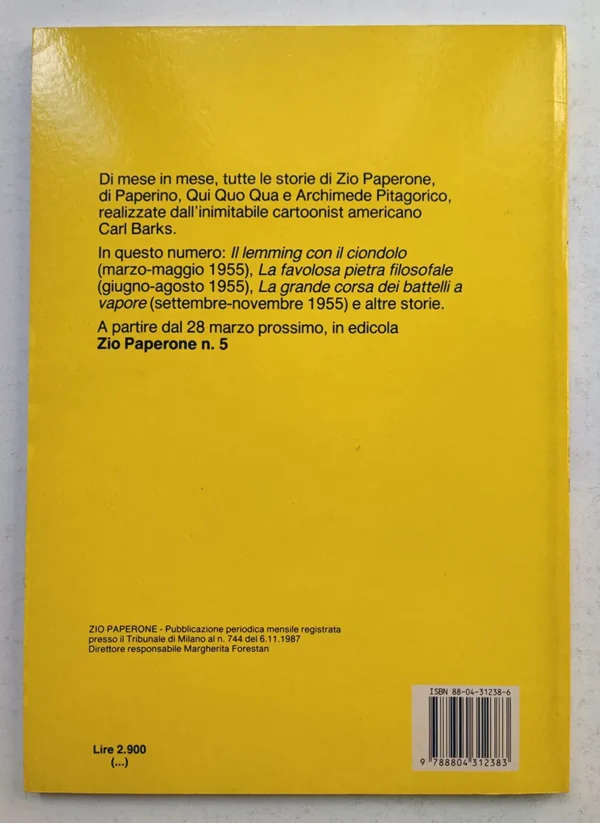 Di mese in mese, tutte le storie di Zio Paperone,
di Paperino, Qui Quo Qua e Archimede Pitagorico,
realizzate dall'inimitabile cartoonist americano
Carl Barks.
In questo numero: Il lemming con il ciondolo
(marzo-maggio 1955), La favolosa pietra filosofale
(giugno-agosto 1955), La grande corsa dei battelli a
vapore (settembre-novembre 1955) e altre storie.
A partire dal 28 marzo prossimo, in edicola
Zio Paperone n. 5
ZIO PAPERONE - Pubblicazione periodica mensile registrata
presso il Tribunale di Milano al n. 744 del 6.11.1987
Direttore responsabile Margherita Forestan
ISBN 88-04-31238-6
9 788804 312383
Lire 2.900
(...)